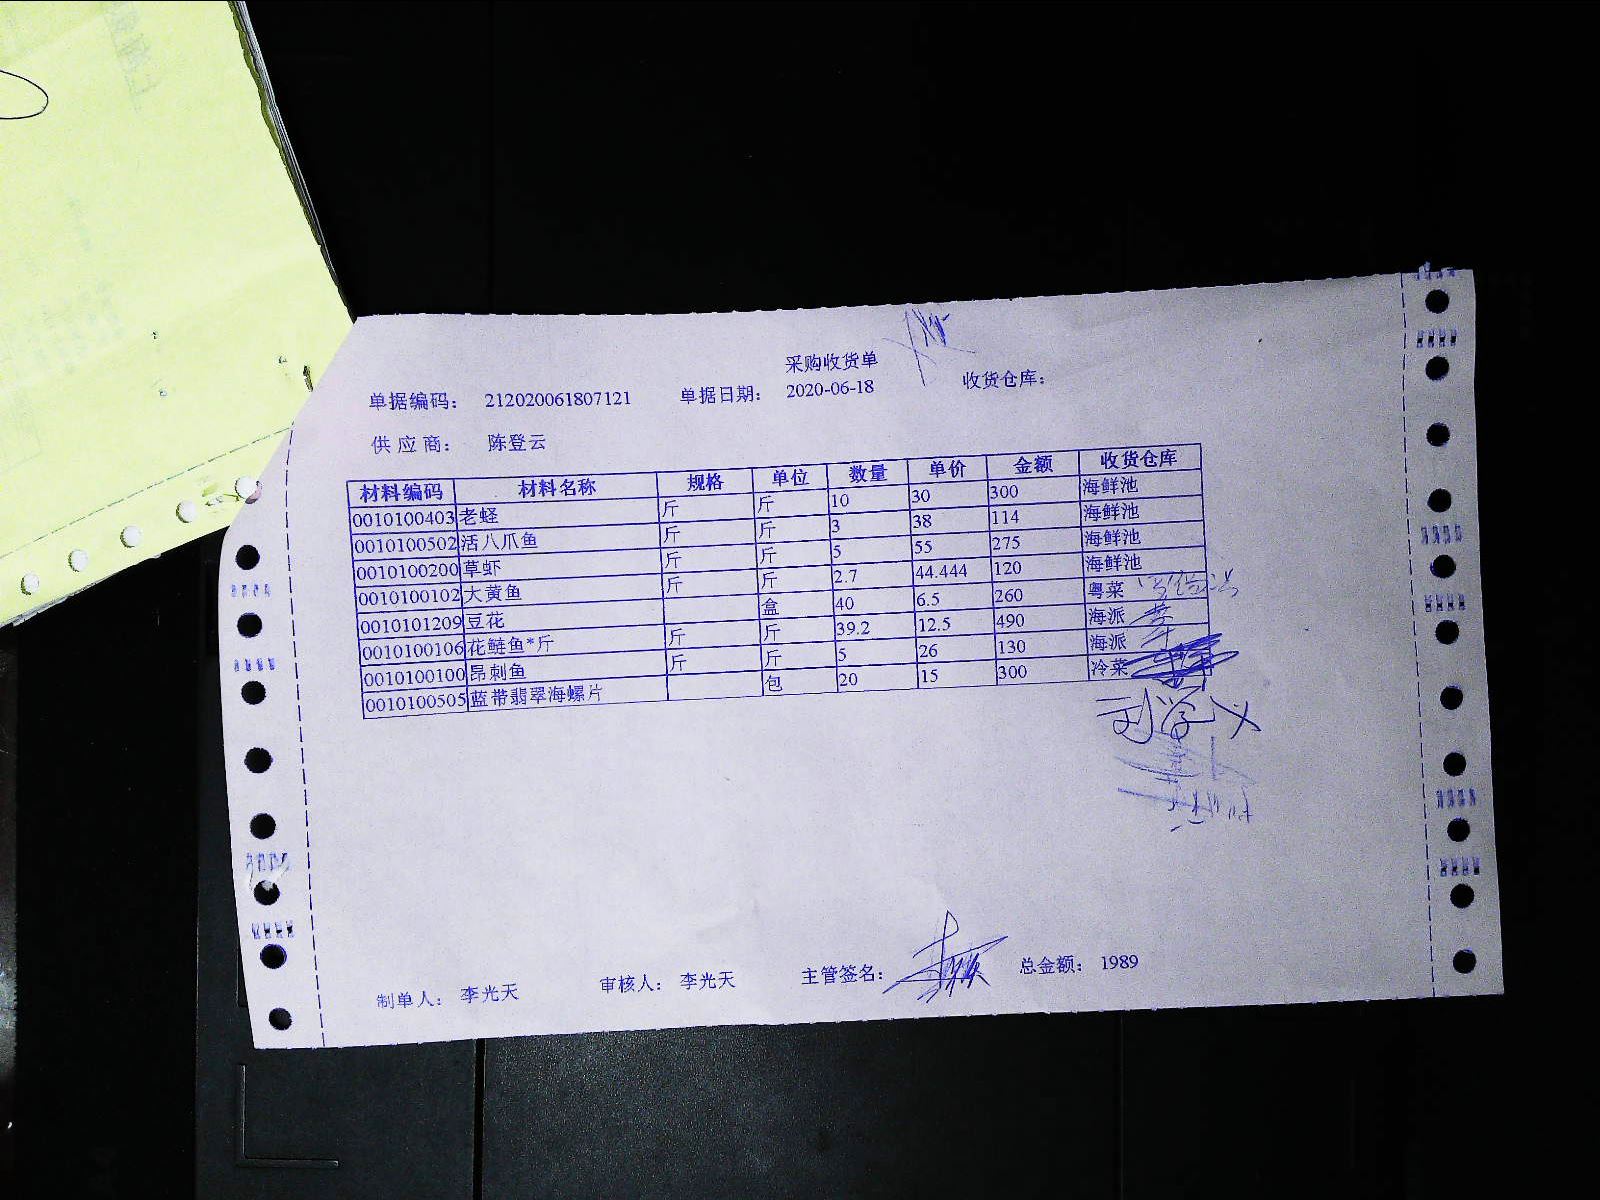 采购收货单
单据编码： 212020061807121 单据日期： 2020-06-18 收货仓库：
供应商： 陈登云
材料编码 材料名称 规格 单位 数量 单价 金额 收货仓库
0010100403 老蛏 斤 斤 10 30 300 海鲜池
0010100502 活八爪鱼 斤 斤 3 38 114 海鲜池
0010100200 草虾 斤 斤 5 55 275 海鲜池
0010100102 大黄鱼 斤 斤 2.7 44.444 120 海鲜池
0010101209 豆花 盒 40 6.5 260 粤菜
0010100106 花鲢鱼*斤 斤 斤 39.2 12.5 490 海派
0010100100 昂刺鱼 斤 斤 5 26 130 海派
0010100505 蓝带翡翠海螺片 包 20 15 300 冷菜
制单人： 李光天 审核人： 李光天 主管签名： 总金额： 1989